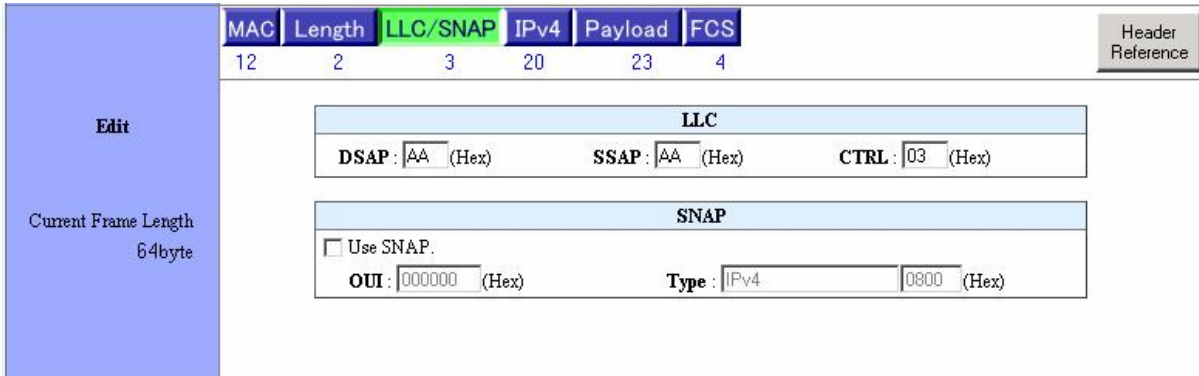 MAC Length LLC/SNAP IPv4 Payload FCS
12 2 3 20 23 4
Header
Reference
Edit
Current Frame Length
64byte
LLC
DSAP : AA (Hex) SSAP : AA (Hex) CTRL : 03 (Hex)
SNAP
Use SNAP.
OUI : 000000 (Hex) Type : IPv4 0800 (Hex)